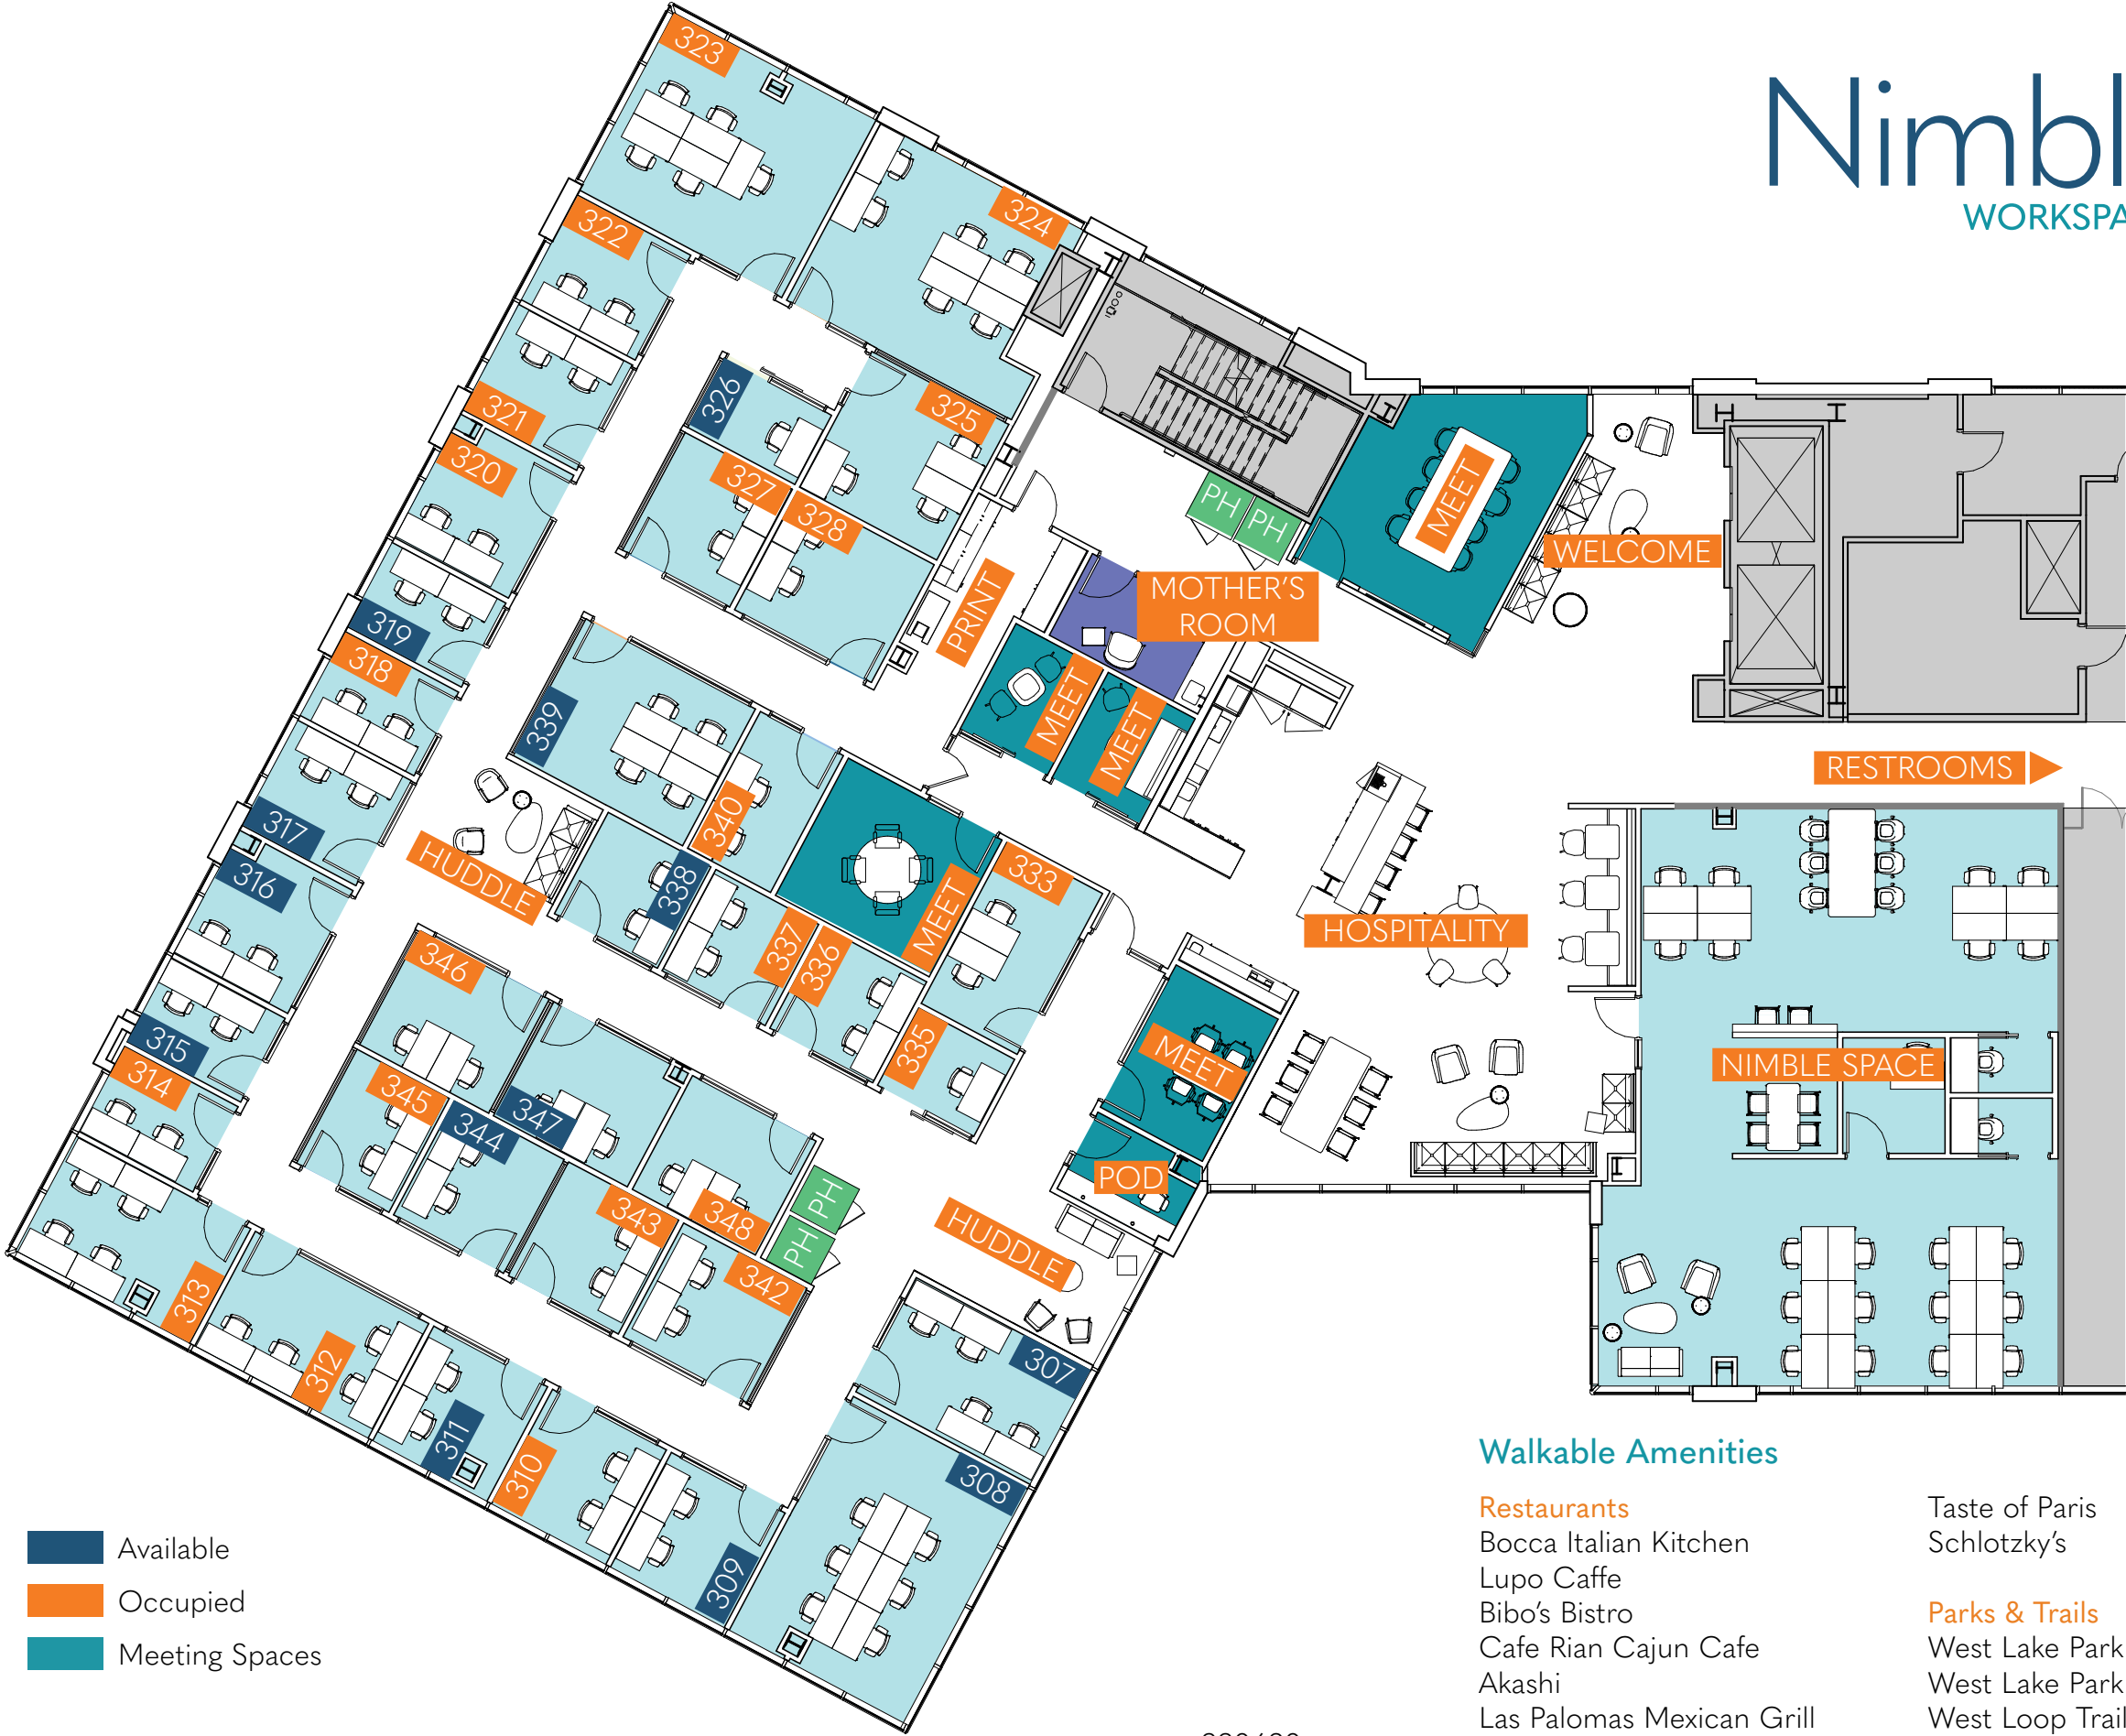 Nimbl
WORKSPA
323
324
322
321
320
319
318
317
316
315
314
313
312
311
310
309
308
307
325
326
327
328
PRINT
MOTHER'S
ROOM
PH
PH
MEET
WELCOME
MEET
MEET
339
340
338
337
336
MEET
333
335
HUDDLE
346
345
344
347
343
348
342
PH
PH
HUDDLE
MEET
POD
HOSPITALITY
RESTROOMS
NIMBLE SPACE
Available
Occupied
Meeting Spaces
Walkable Amenities
Restaurants
Bocca Italian Kitchen
Lupo Caffe
Bibo's Bistro
Cafe Rian Cajun Cafe
Akashi
Las Palomas Mexican Grill
Taste of Paris
Schlotzky's
Parks & Trails
West Lake Park
West Lake Park
West Loop Trail